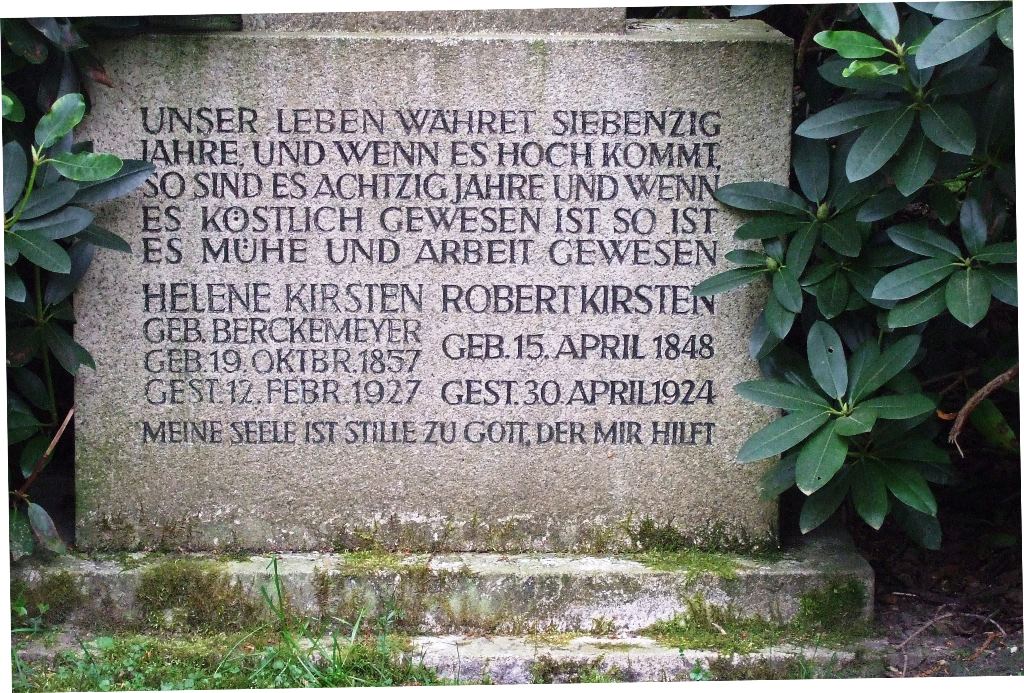 UNSER LEBEN WÄHRET SIEBENZIG
JAHRE, UND WENN ES HOCH KOMMT,
SO SIND ES ACHTZIG JAHRE UND WENN
ES KÖSTLICH GEWESEN IST SO IST
ES MÜHE UND ARBEIT GEWESEN
HELENE KIRSTEN
GEB. BERCKEMEYER
GEB. 19. OKTBR. 1857
GEST. 12. FEBR. 1927
ROBERT KIRSTEN
GEB. 15. APRIL 1848
GEST. 30. APRIL 1924
MEINE SEELE IST STILLE ZU GOTT, DER MIR HILFT